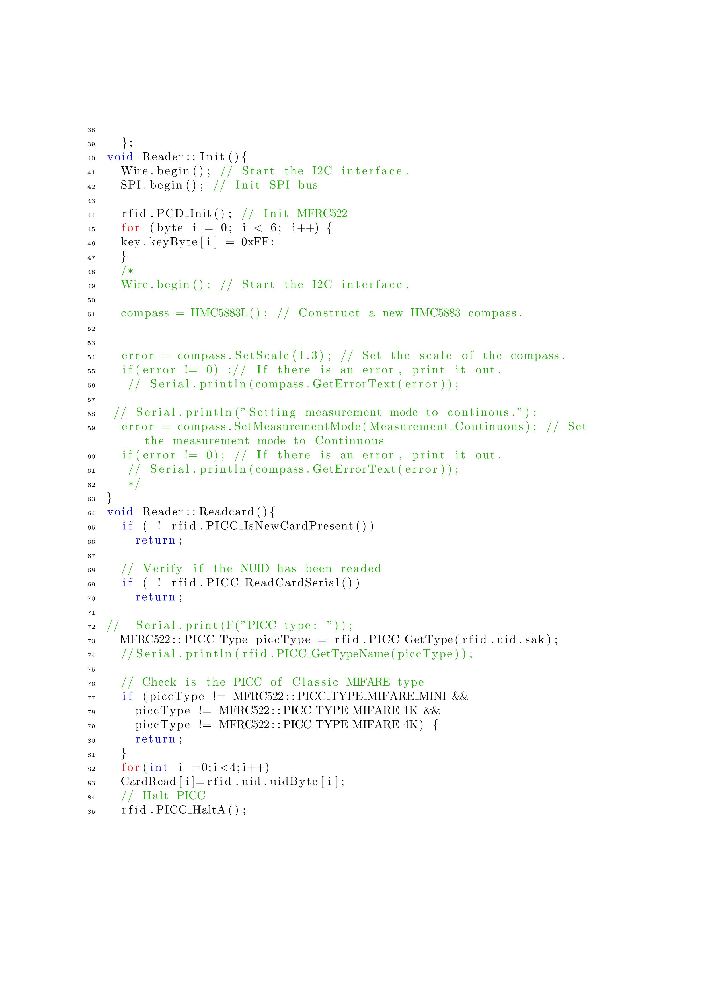 38
39 };
40 void Reader::Init(){
41 Wire.begin(); // Start the I2C interface.
42 SPI.begin(); // Init SPI bus
43
44 rfid.PCD_Init(); // Init MFRC522
45 for (byte i = 0; i < 6; i++) {
46 key.keyByte[i] = 0xFF;
47 }
48 /*
49 Wire.begin(); // Start the I2C interface.
50
51 compass = HMC5883L(); // Construct a new HMC5883 compass.
52
53
54 error = compass.SetScale(1.3); // Set the scale of the compass.
55 if(error != 0) ;// If there is an error, print it out.
56 // Serial.println(compass.GetErrorText(error));
57
58 // Serial.println("Setting measurement mode to continous.");
59 error = compass.SetMeasurementMode(Measurement_Continuous); // Set
the measurement mode to Continuous
60 if(error != 0); // If there is an error, print it out.
61 // Serial.println(compass.GetErrorText(error));
62 */
63 }
64 void Reader::Readcard(){
65 if ( ! rfid.PICC_IsNewCardPresent())
66 return;
67
68 // Verify if the NUID has been readed
69 if ( ! rfid.PICC_ReadCardSerial())
70 return;
71
72 // Serial.print(F("PICC type: "));
73 MFRC522::PICC_Type piccType = rfid.PICC_GetType(rfid.uid.sak);
74 //Serial.println(rfid.PICC_GetTypeName(piccType));
75
76 // Check is the PICC of Classic MIFARE type
77 if (piccType != MFRC522::PICC_TYPE_MIFARE_MINI &&
78 piccType != MFRC522::PICC_TYPE_MIFARE_1K &&
79 piccType != MFRC522::PICC_TYPE_MIFARE_4K) {
80 return;
81 }
82 for(int i =0;i<4;i++)
83 CardRead[i]=rfid.uid.uidByte[i];
84 // Halt PICC
85 rfid.PICC_HaltA();